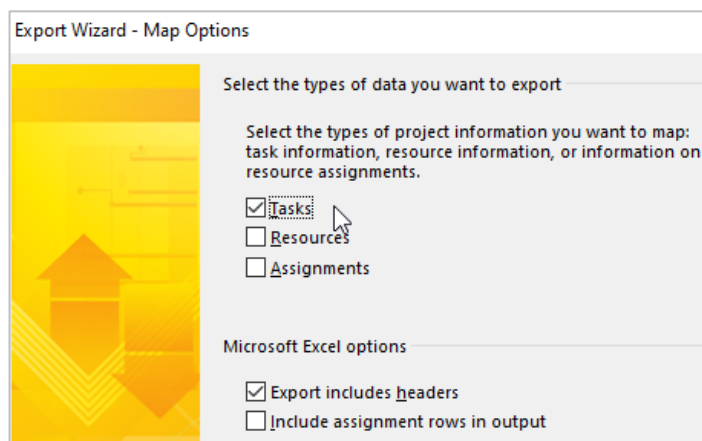 Export Wizard - Map Options
Select the types of data you want to export
Select the types of project information you want to map:
task information, resource information, or information on
resource assignments.
Tasks
Resources
Assignments
Microsoft Excel options
Export includes headers
Include assignment rows in output